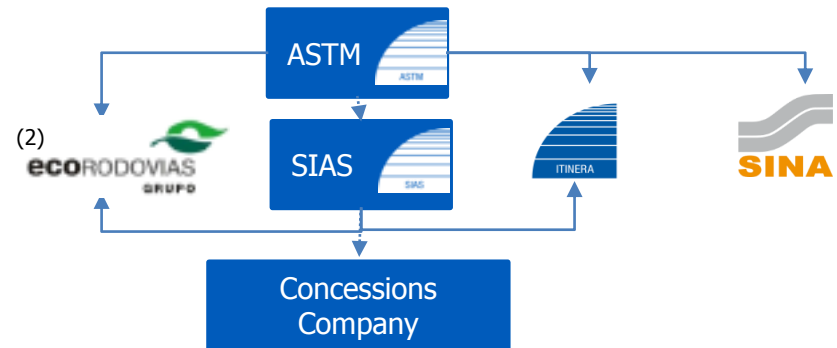 ASTM
ASTM
(2)
ecoRODOVIAS
GRUPO
SIAS
SIAS
ITINERA
SINA
Concessions
Company